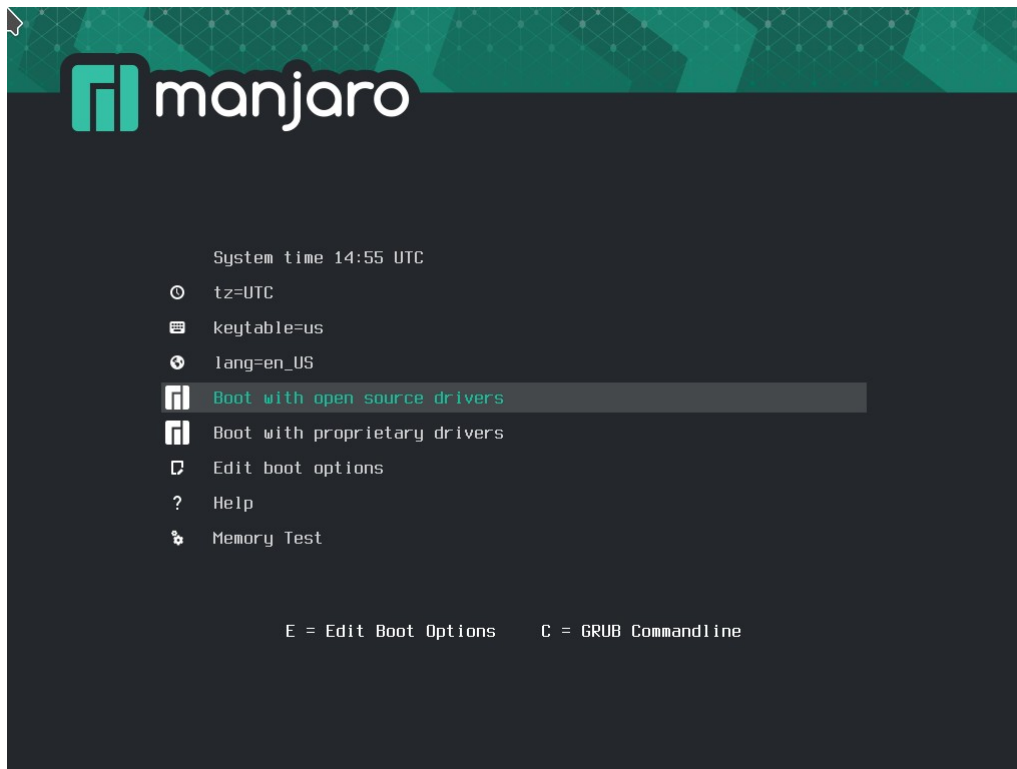 manjaro
System time 14:55 UTC
tz=UTC
keytable=us
lang=en_US
Boot with open source drivers
Boot with proprietary drivers
Edit boot options
Help
Memory Test
E = Edit Boot Options C = GRUB Commandline